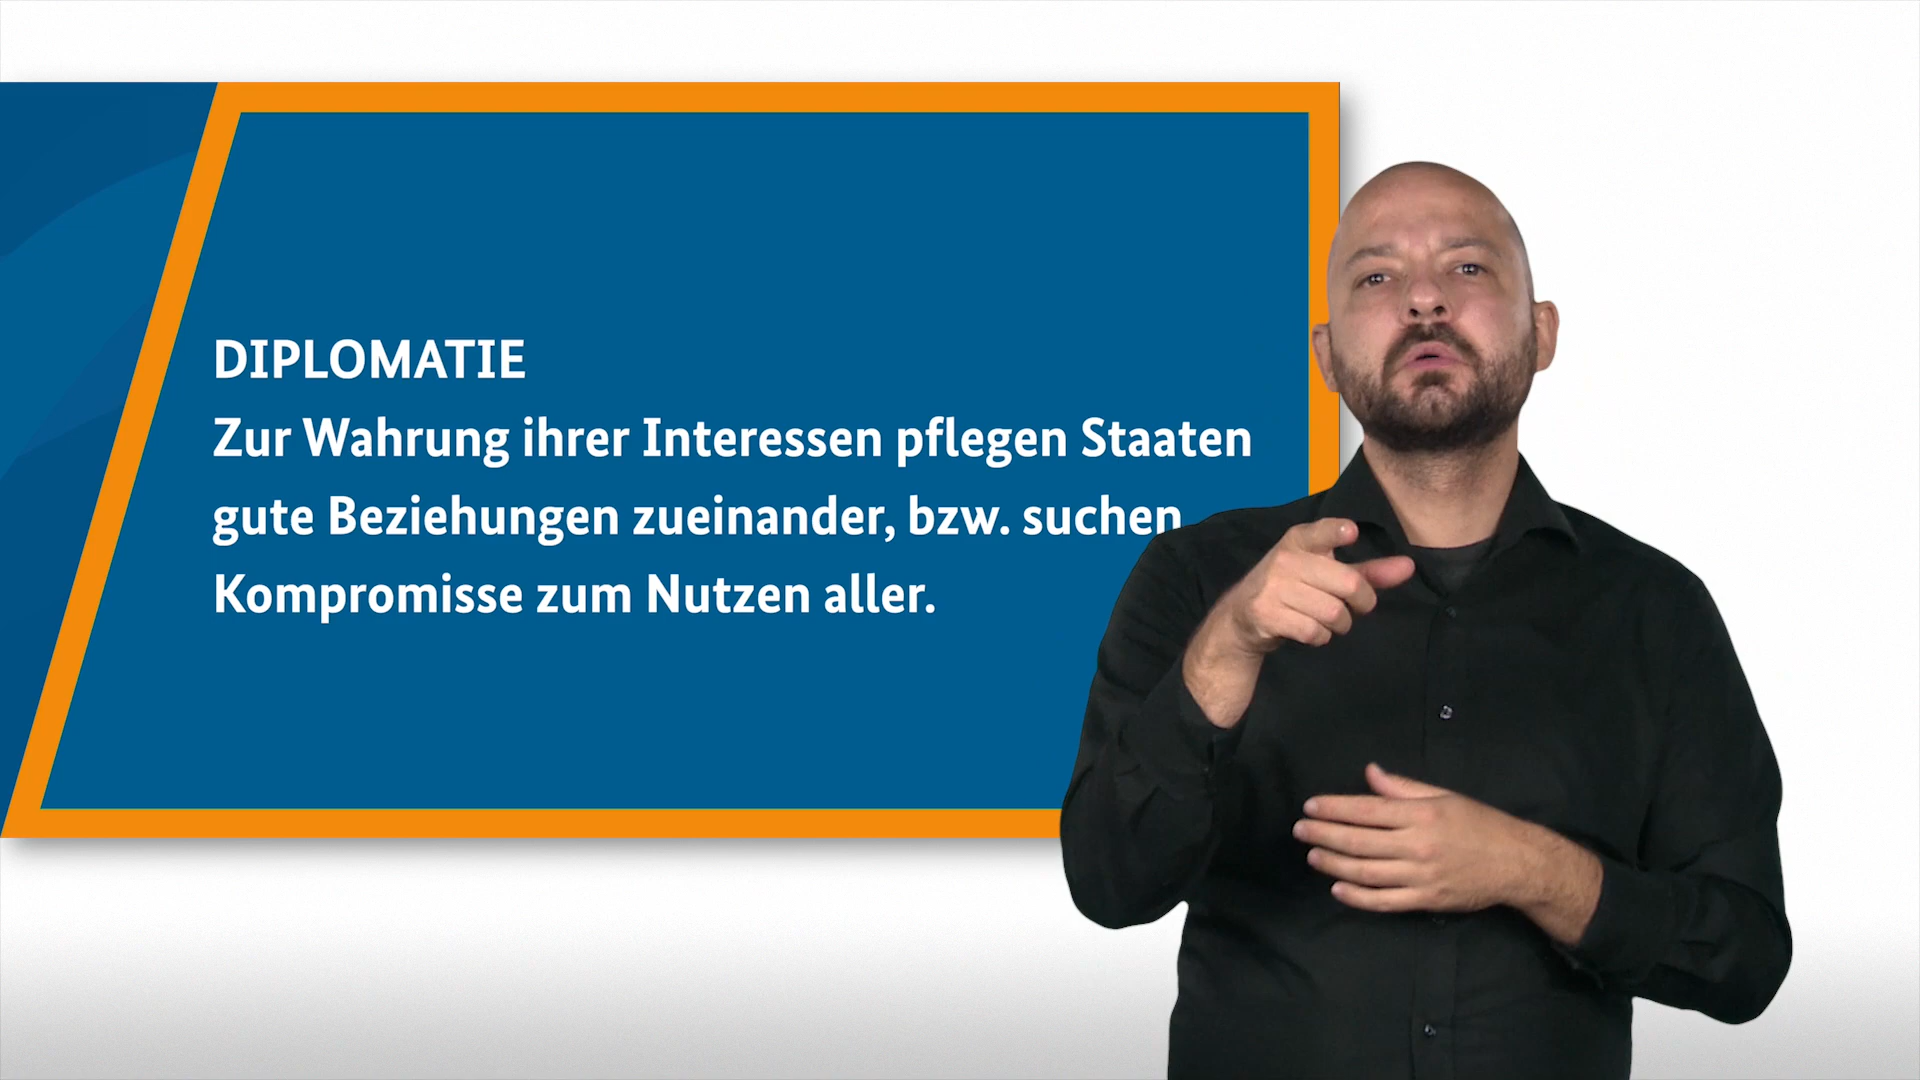 DIPLOMATIE
Zur Wahrung ihrer Interessen pflegen Staaten
gute Beziehungen zueinander, bzw. suchen
Kompromisse zum Nutzen aller.